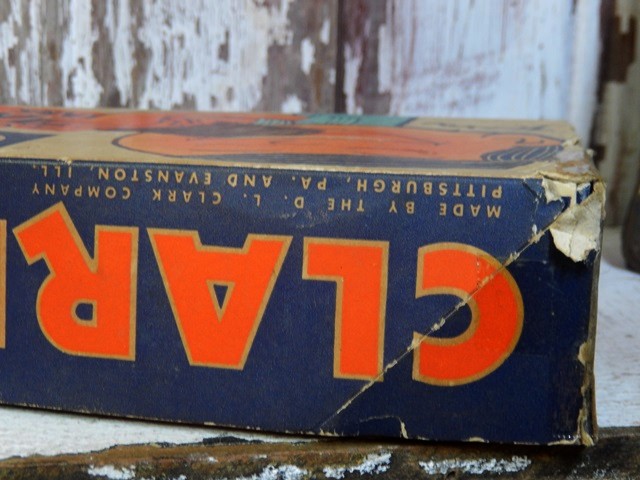 CLAR
MADE BY THE D. L. CLARK COMPANY
PITTSBURGH, PA. AND EVANSTON, ILL.